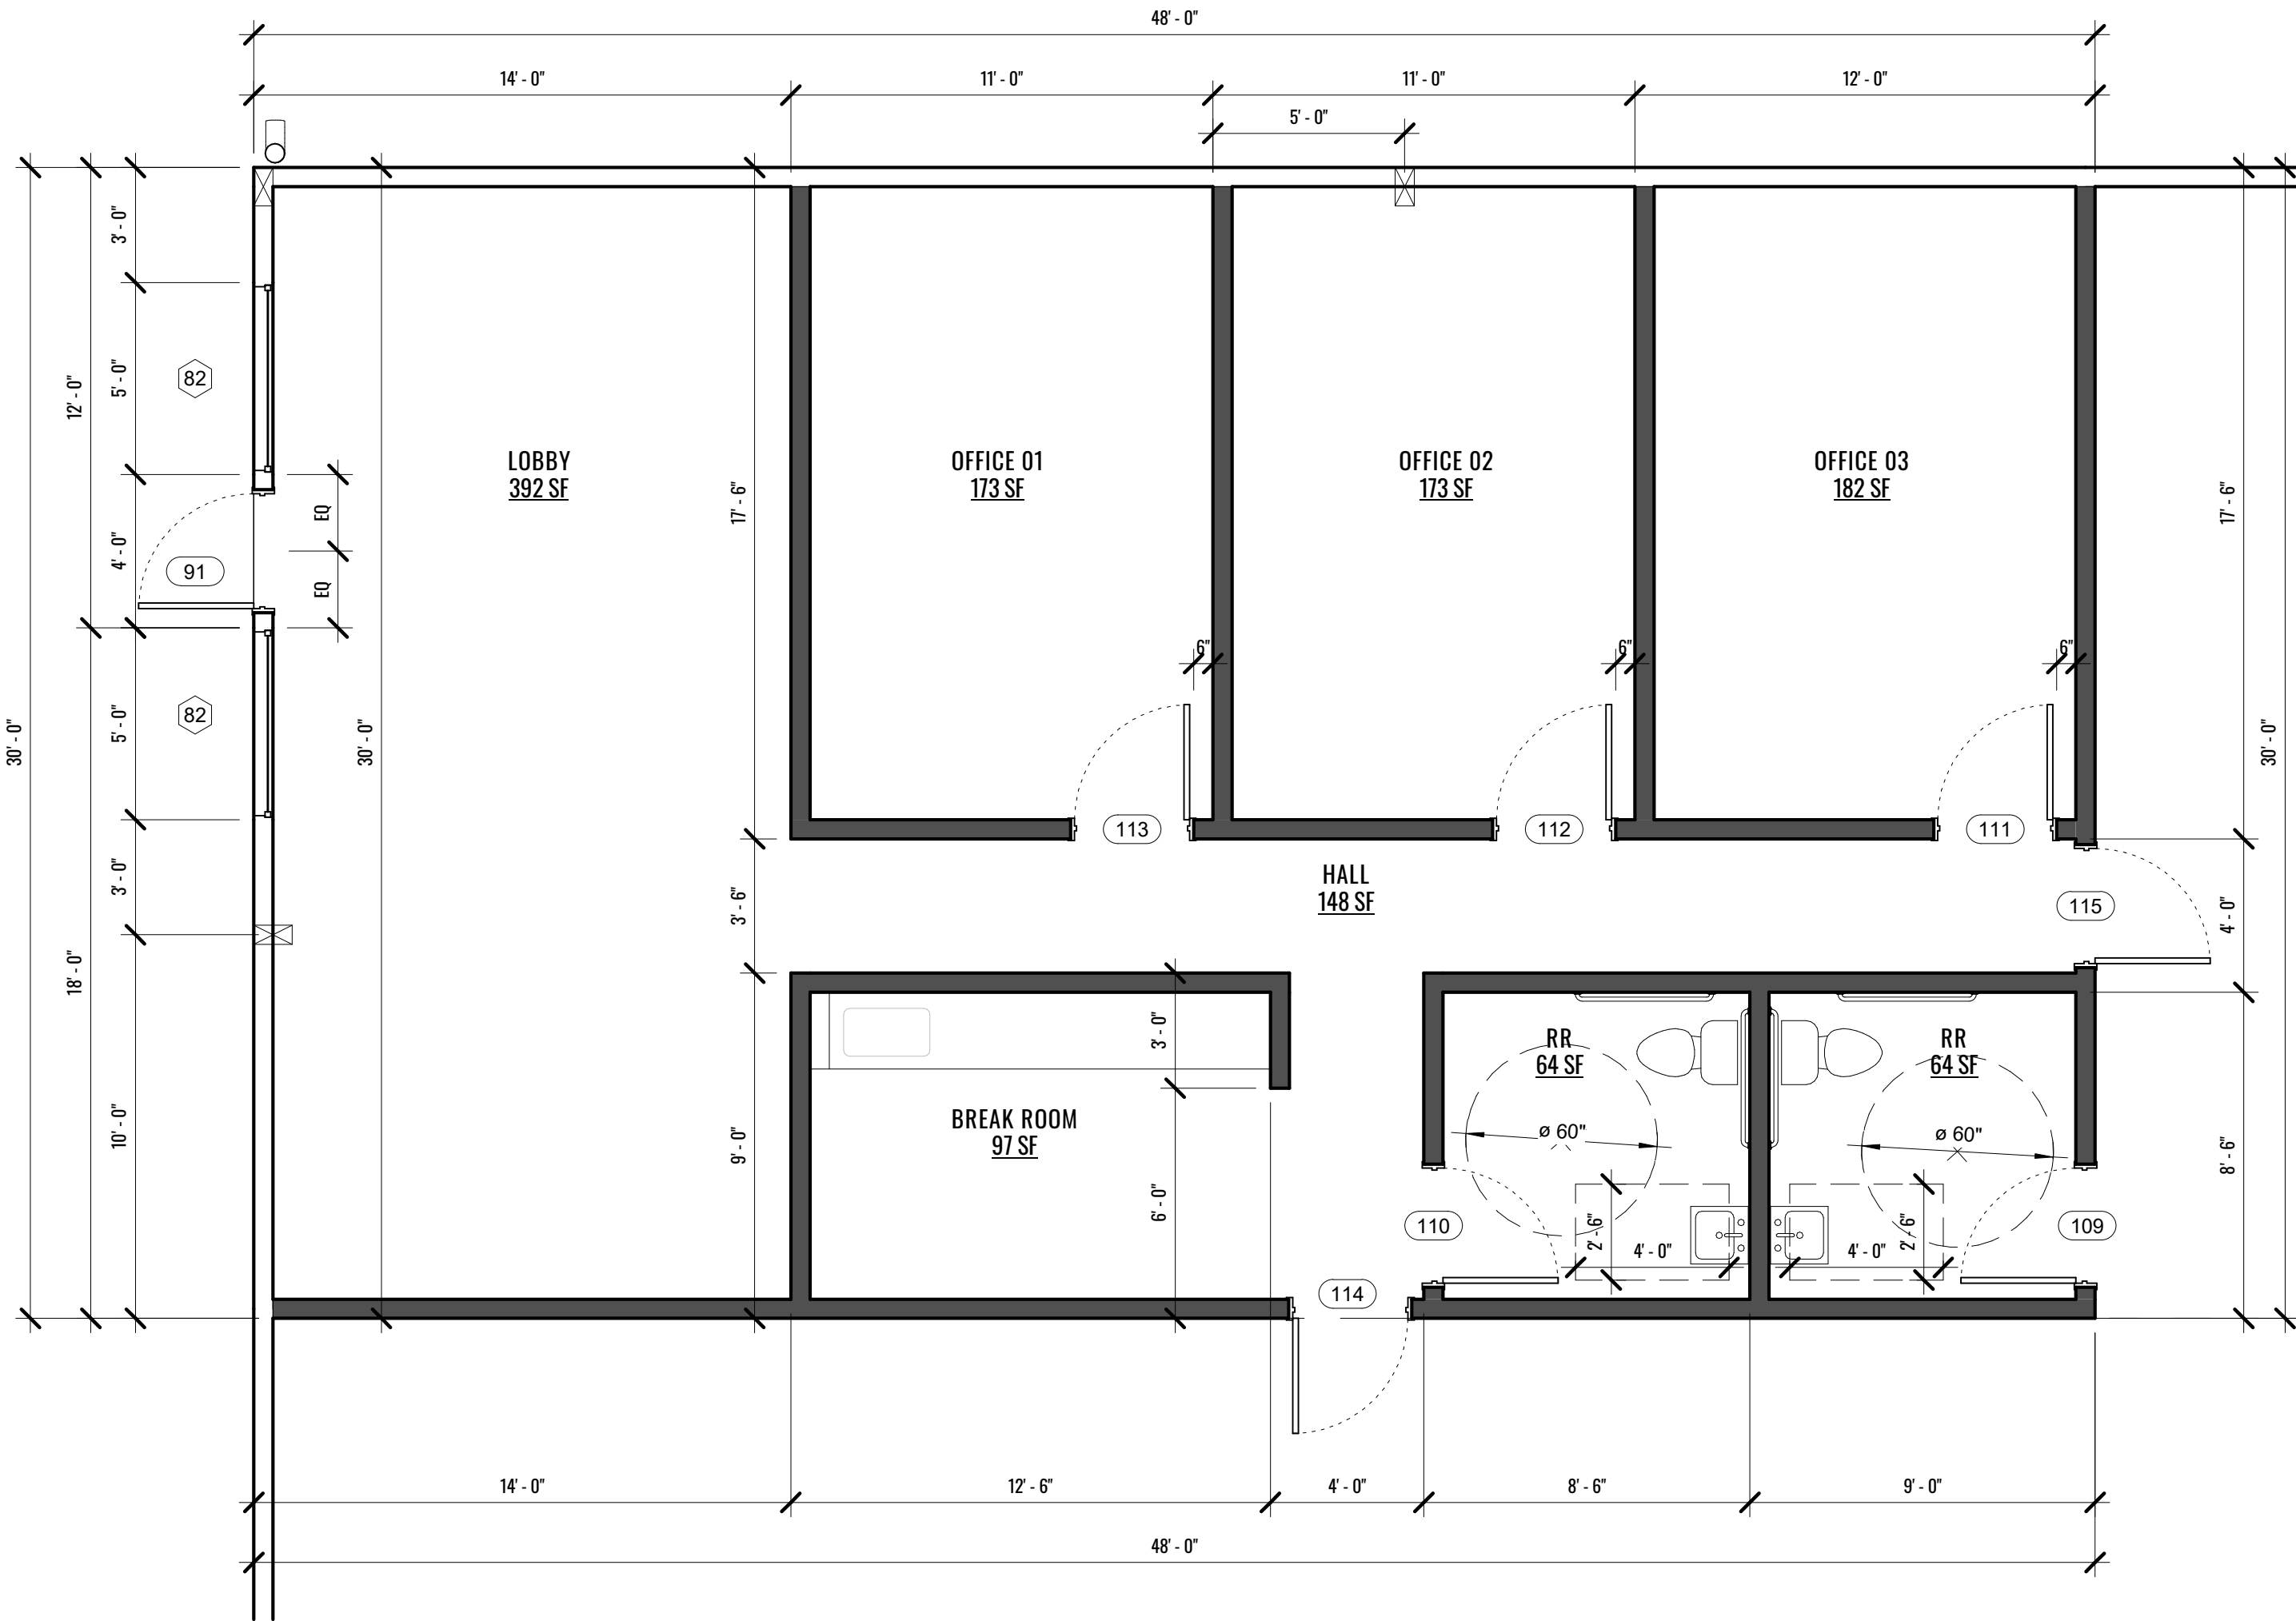 48' - 0"
14' - 0"
11' - 0"
11' - 0"
12' - 0"
5' - 0"
3' - 0"
5' - 0"
82
12' - 0"
LOBBY
392 SF
OFFICE 01
173 SF
OFFICE 02
173 SF
OFFICE 03
182 SF
17' - 6"
17' - 6"
EQ
4' - 0"
91
EQ
6"
6"
6"
5' - 0"
82
30' - 0"
30' - 0"
30' - 0"
113
112
111
3' - 0"
3' - 6"
HALL
148 SF
115
4' - 0"
18' - 0"
3' - 0"
RR
64 SF
RR
64 SF
10' - 0"
9' - 0"
BREAK ROOM
97 SF
ø 60"
ø 60"
8' - 6"
6' - 0"
110
2' - 6"
4' - 0"
4' - 0"
2' - 6"
109
114
14' - 0"
12' - 6"
4' - 0"
8' - 6"
9' - 0"
48' - 0"